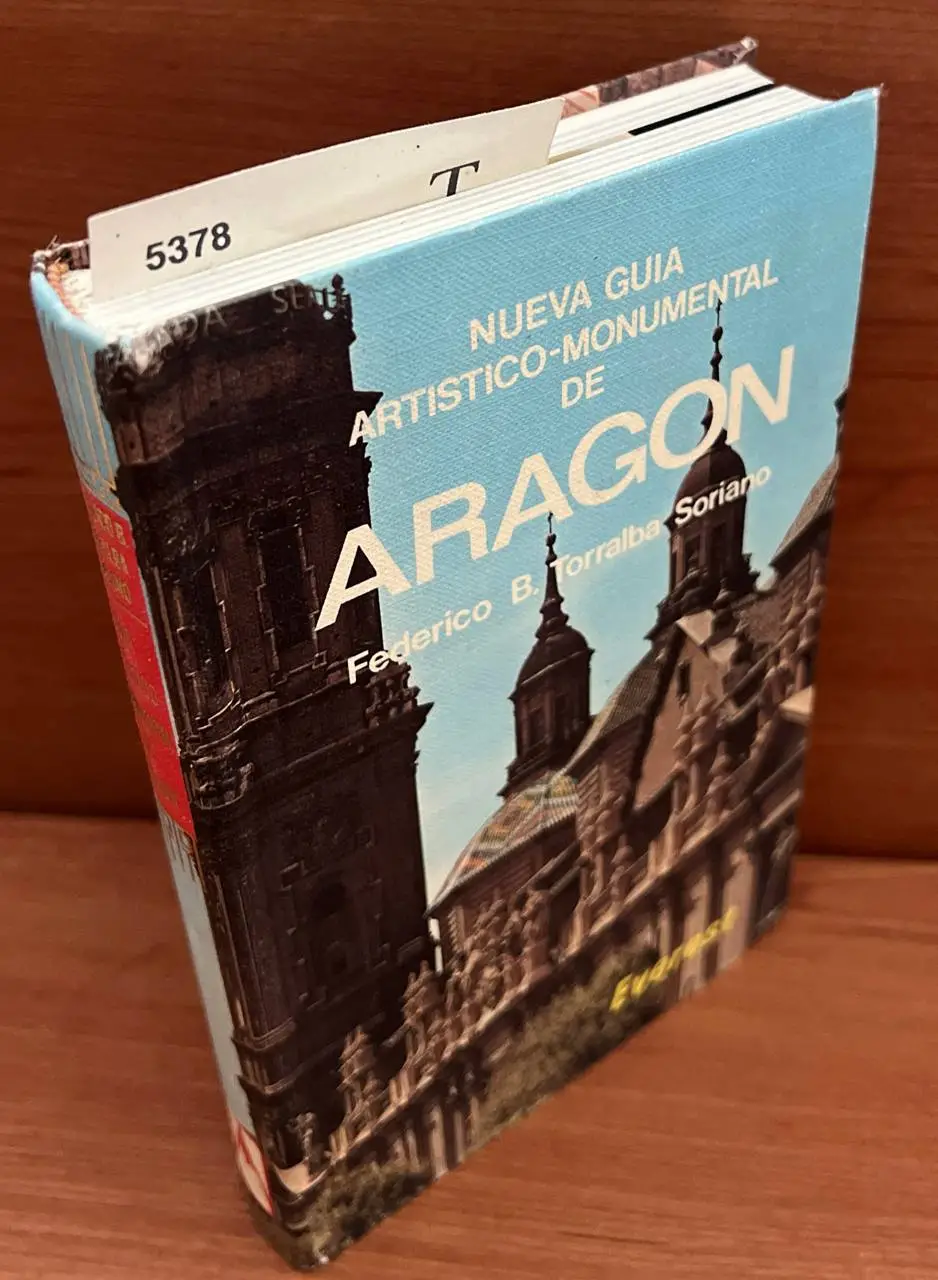 5378
T
NUEVA GUIA
ARTISTICO-MONUMENTAL
DE
ARAGON
Federico B. Torralba Soriano
Everest